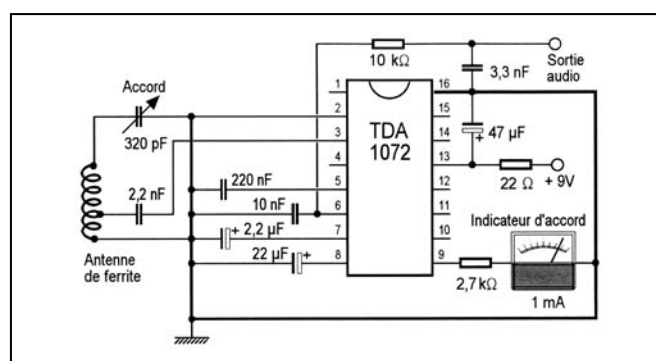 10 kΩ
Sortie
audio
3,3 nF
Accord
320 pF
1
2
3
4
5
6
7
8
TDA
1072
16
15
14
13
12
11
10
9
+
47 µF
22 Ω
+ 9V
2,2 nF
220 nF
10 nF
+
2,2 µF
22 µF
+
Antenne
de ferrite
Indicateur d'accord
2,7 kΩ
1 mA